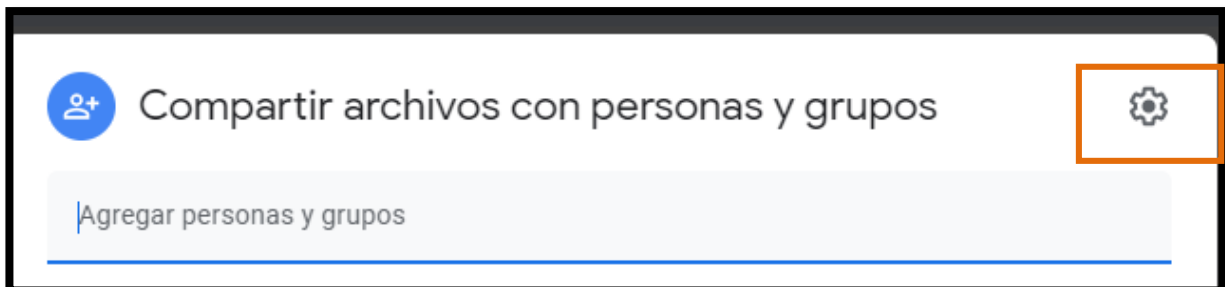 Compartir archivos con personas y grupos
Agregar personas y grupos